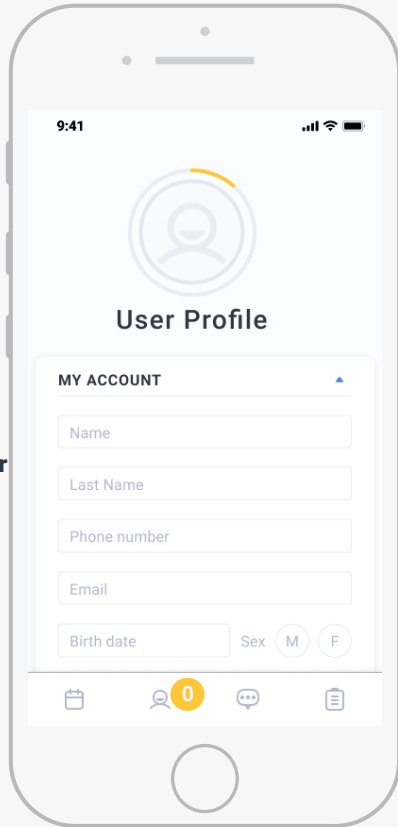 9:41
User Profile
MY ACCOUNT
Name
Last Name
r
Phone number
Email
Birth date Sex M F
0